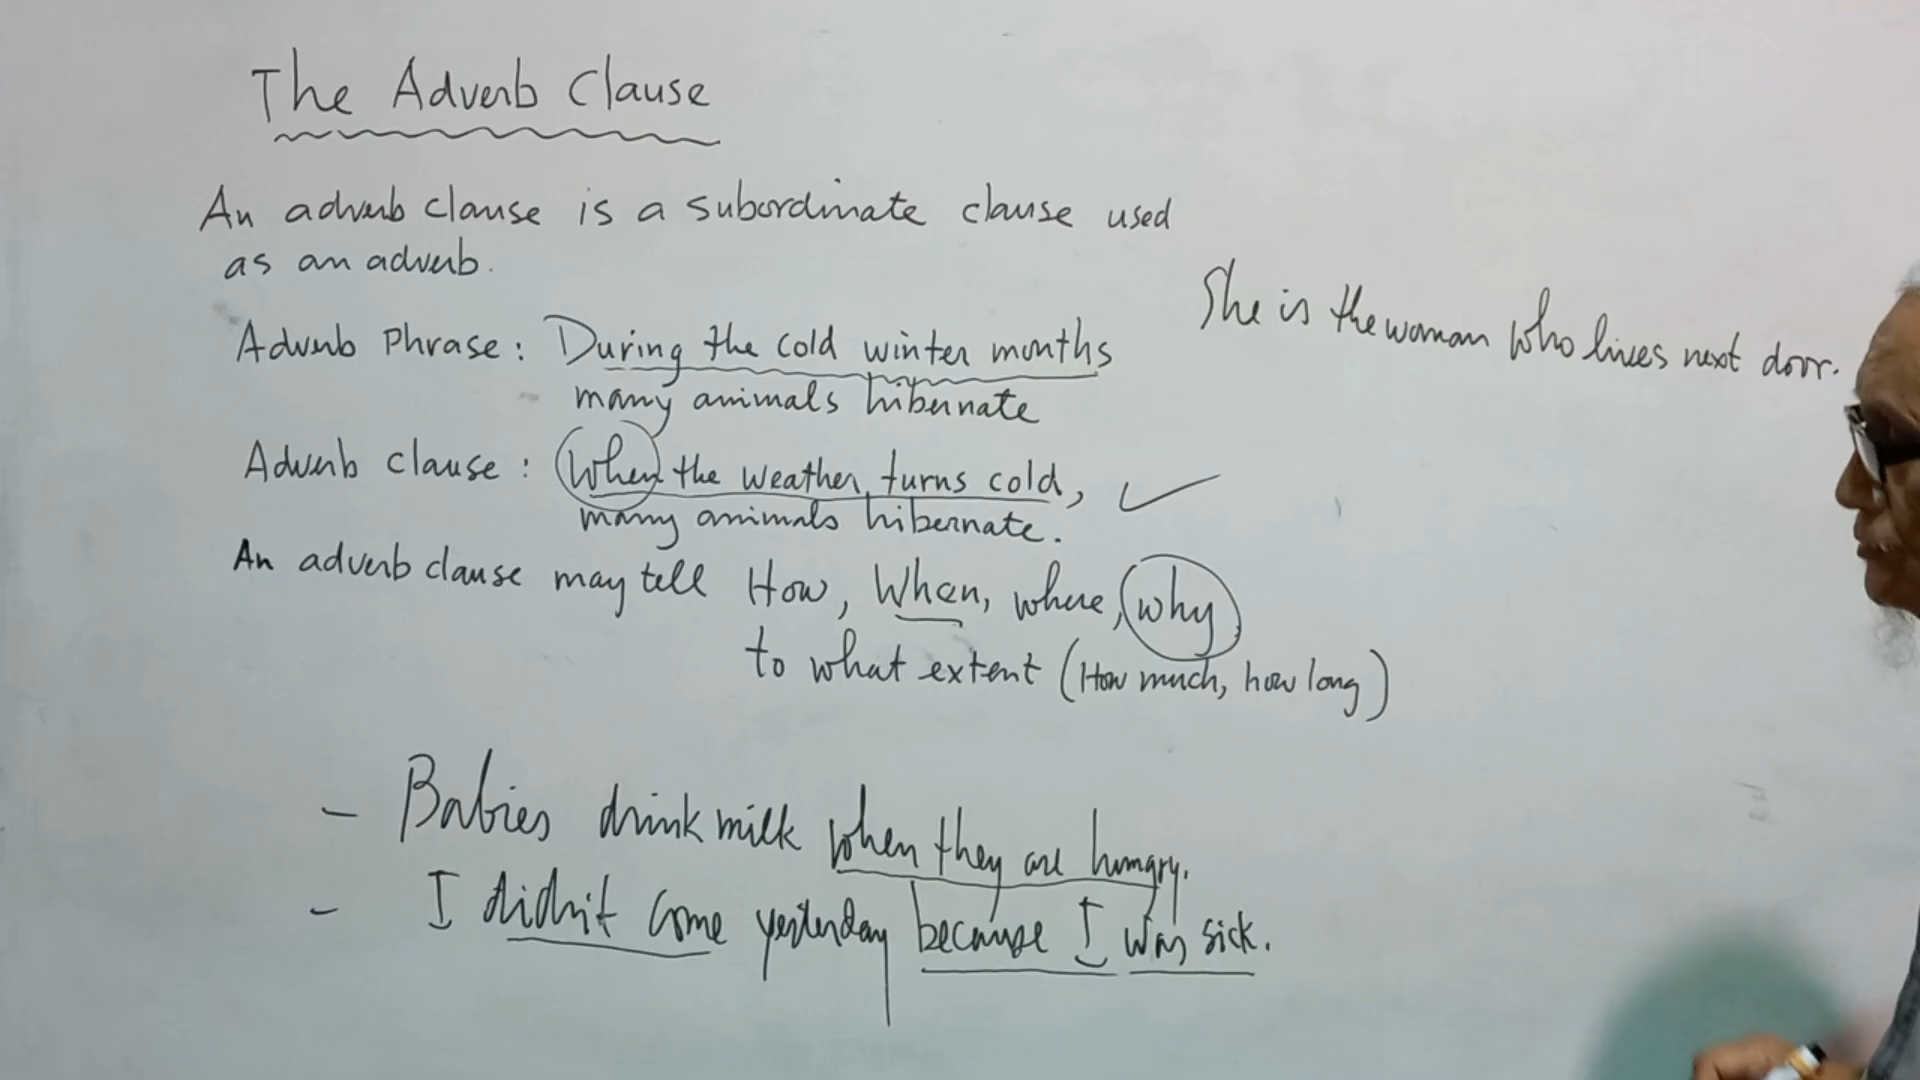 The Adverb Clause
An adverb clause is a subordinate clause used
as an adverb.
She is the woman who lives next door.
Adverb Phrase: During the cold winter months
many animals hibernate
Adverb clause: When the weather turns cold,
many animals hibernate.
An adverb clause may tell How, When, where, why
to what extent (How much, how long)
- Babies drink milk when they are hungry.
- I didn't come yesterday because I was sick.